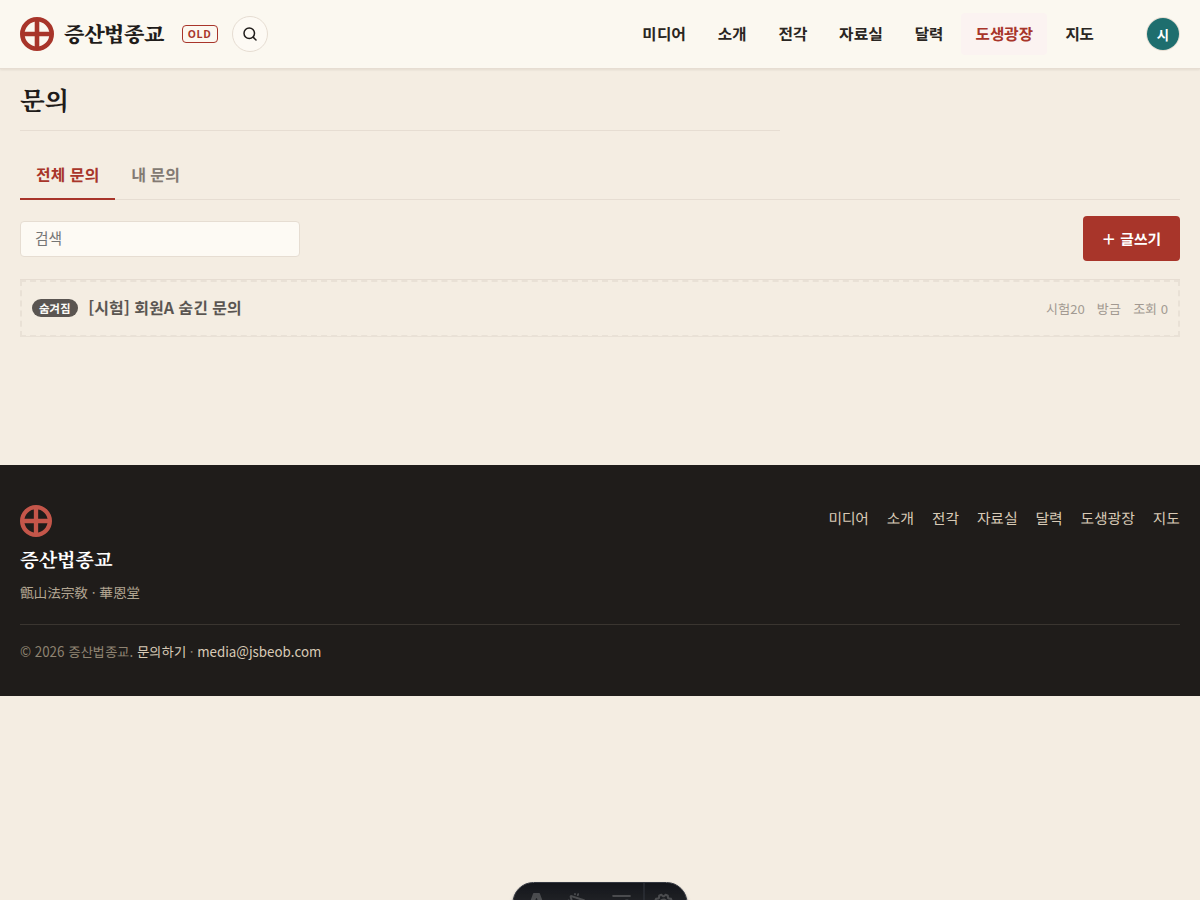 증산법종교 OLD 미디어 소개 전각 자료실 달력 도생광장 지도 시
문의
전체 문의 내 문의
검색 + 글쓰기
숨겨짐 [시험] 회원A 숨긴 문의 시험20 방금 조회 0
미디어 소개 전각 자료실 달력 도생광장 지도
증산법종교
甑山法宗敎 · 華恩堂
© 2026 증산법종교. 문의하기 · media@jsbeob.com